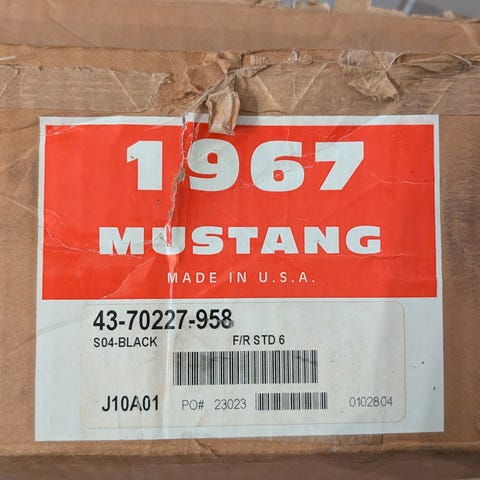 1967
MUSTANG
MADE IN U.S.A.
43-70227-958
S04-BLACK F/R STD 6
J10A01 PO# 23023 0102804